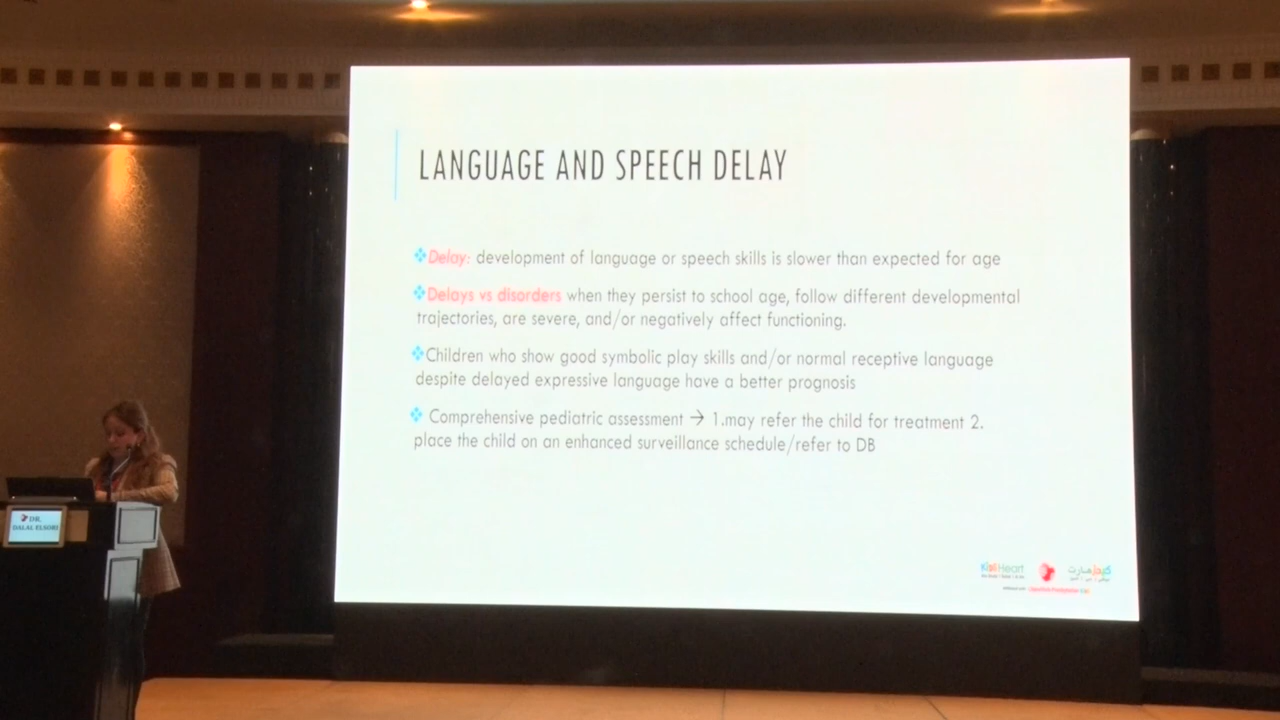 LANGUAGE AND SPEECH DELAY
❖Delay: development of language or speech skills is slower than expected for age
❖Delays vs disorders when they persist to school age, follow different developmental
trajectories, are severe, and/or negatively affect functioning.
❖Children who show good symbolic play skills and/or normal receptive language
despite delayed expressive language have a better prognosis
❖ Comprehensive pediatric assessment → 1.may refer the child for treatment 2.
place the child on an enhanced surveillance schedule/refer to DB
KidsHeart
DR.
DALAL ELSORI